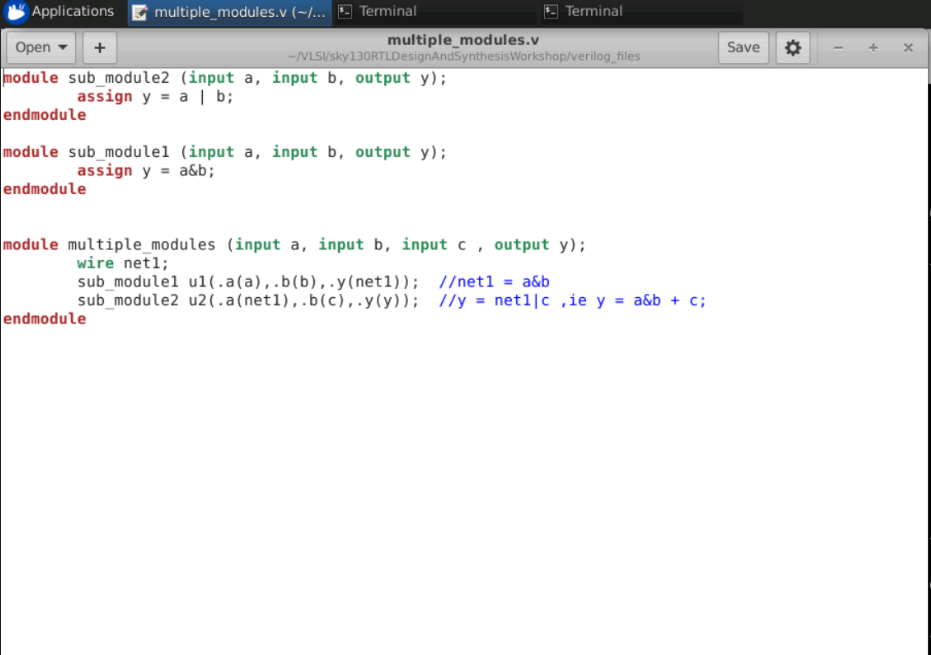 Applications multiple_modules.v (~/... Terminal Terminal
Open + multiple_modules.v Save
~/VLSI/sky130RTLDesignAndSynthesisWorkshop/verilog_files
module sub_module2 (input a, input b, output y);
assign y = a | b;
endmodule
module sub_module1 (input a, input b, output y);
assign y = a&b;
endmodule
module multiple_modules (input a, input b, input c , output y);
wire net1;
sub_module1 u1(.a(a),.b(b),.y(net1)); //net1 = a&b
sub_module2 u2(.a(net1),.b(c),.y(y)); //y = net1|c ,ie y = a&b + c;
endmodule